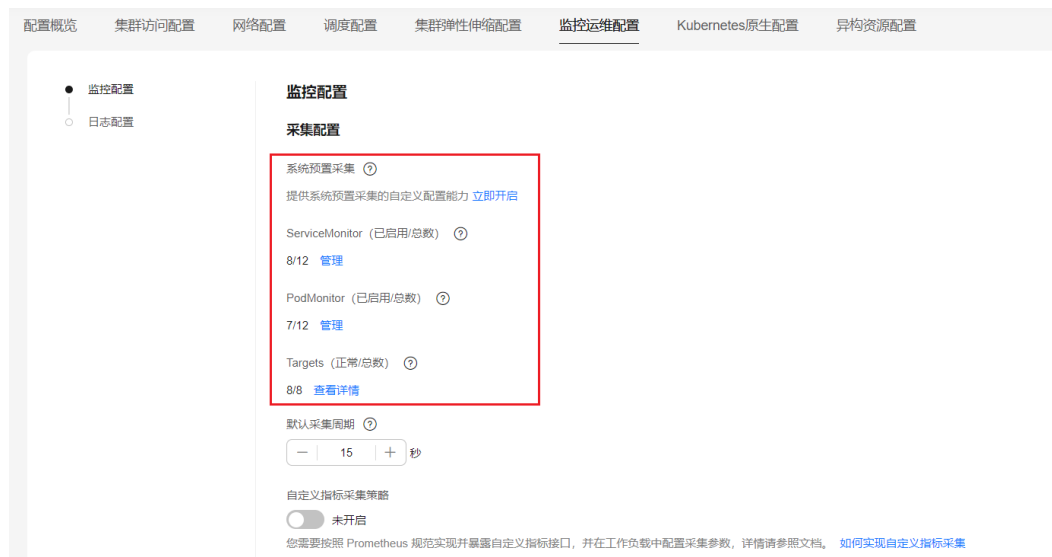 配置概览 集群访问配置 网络配置 调度配置 集群弹性伸缩配置 监控运维配置 Kubernetes原生配置 异构资源配置
监控配置
日志配置
监控配置
采集配置
系统预置采集 ?
提供系统预置采集的自定义配置能力 立即开启
ServiceMonitor（已启用/总数） ?
8/12 管理
PodMonitor（已启用/总数） ?
7/12 管理
Targets（正常/总数） ?
8/8 查看详情
默认采集周期 ?
— 15 + 秒
自定义指标采集策略
未开启
您需要按照 Prometheus 规范实现并暴露自定义指标接口，并在工作负载中配置采集参数，详情请参照文档。 如何实现自定义指标采集